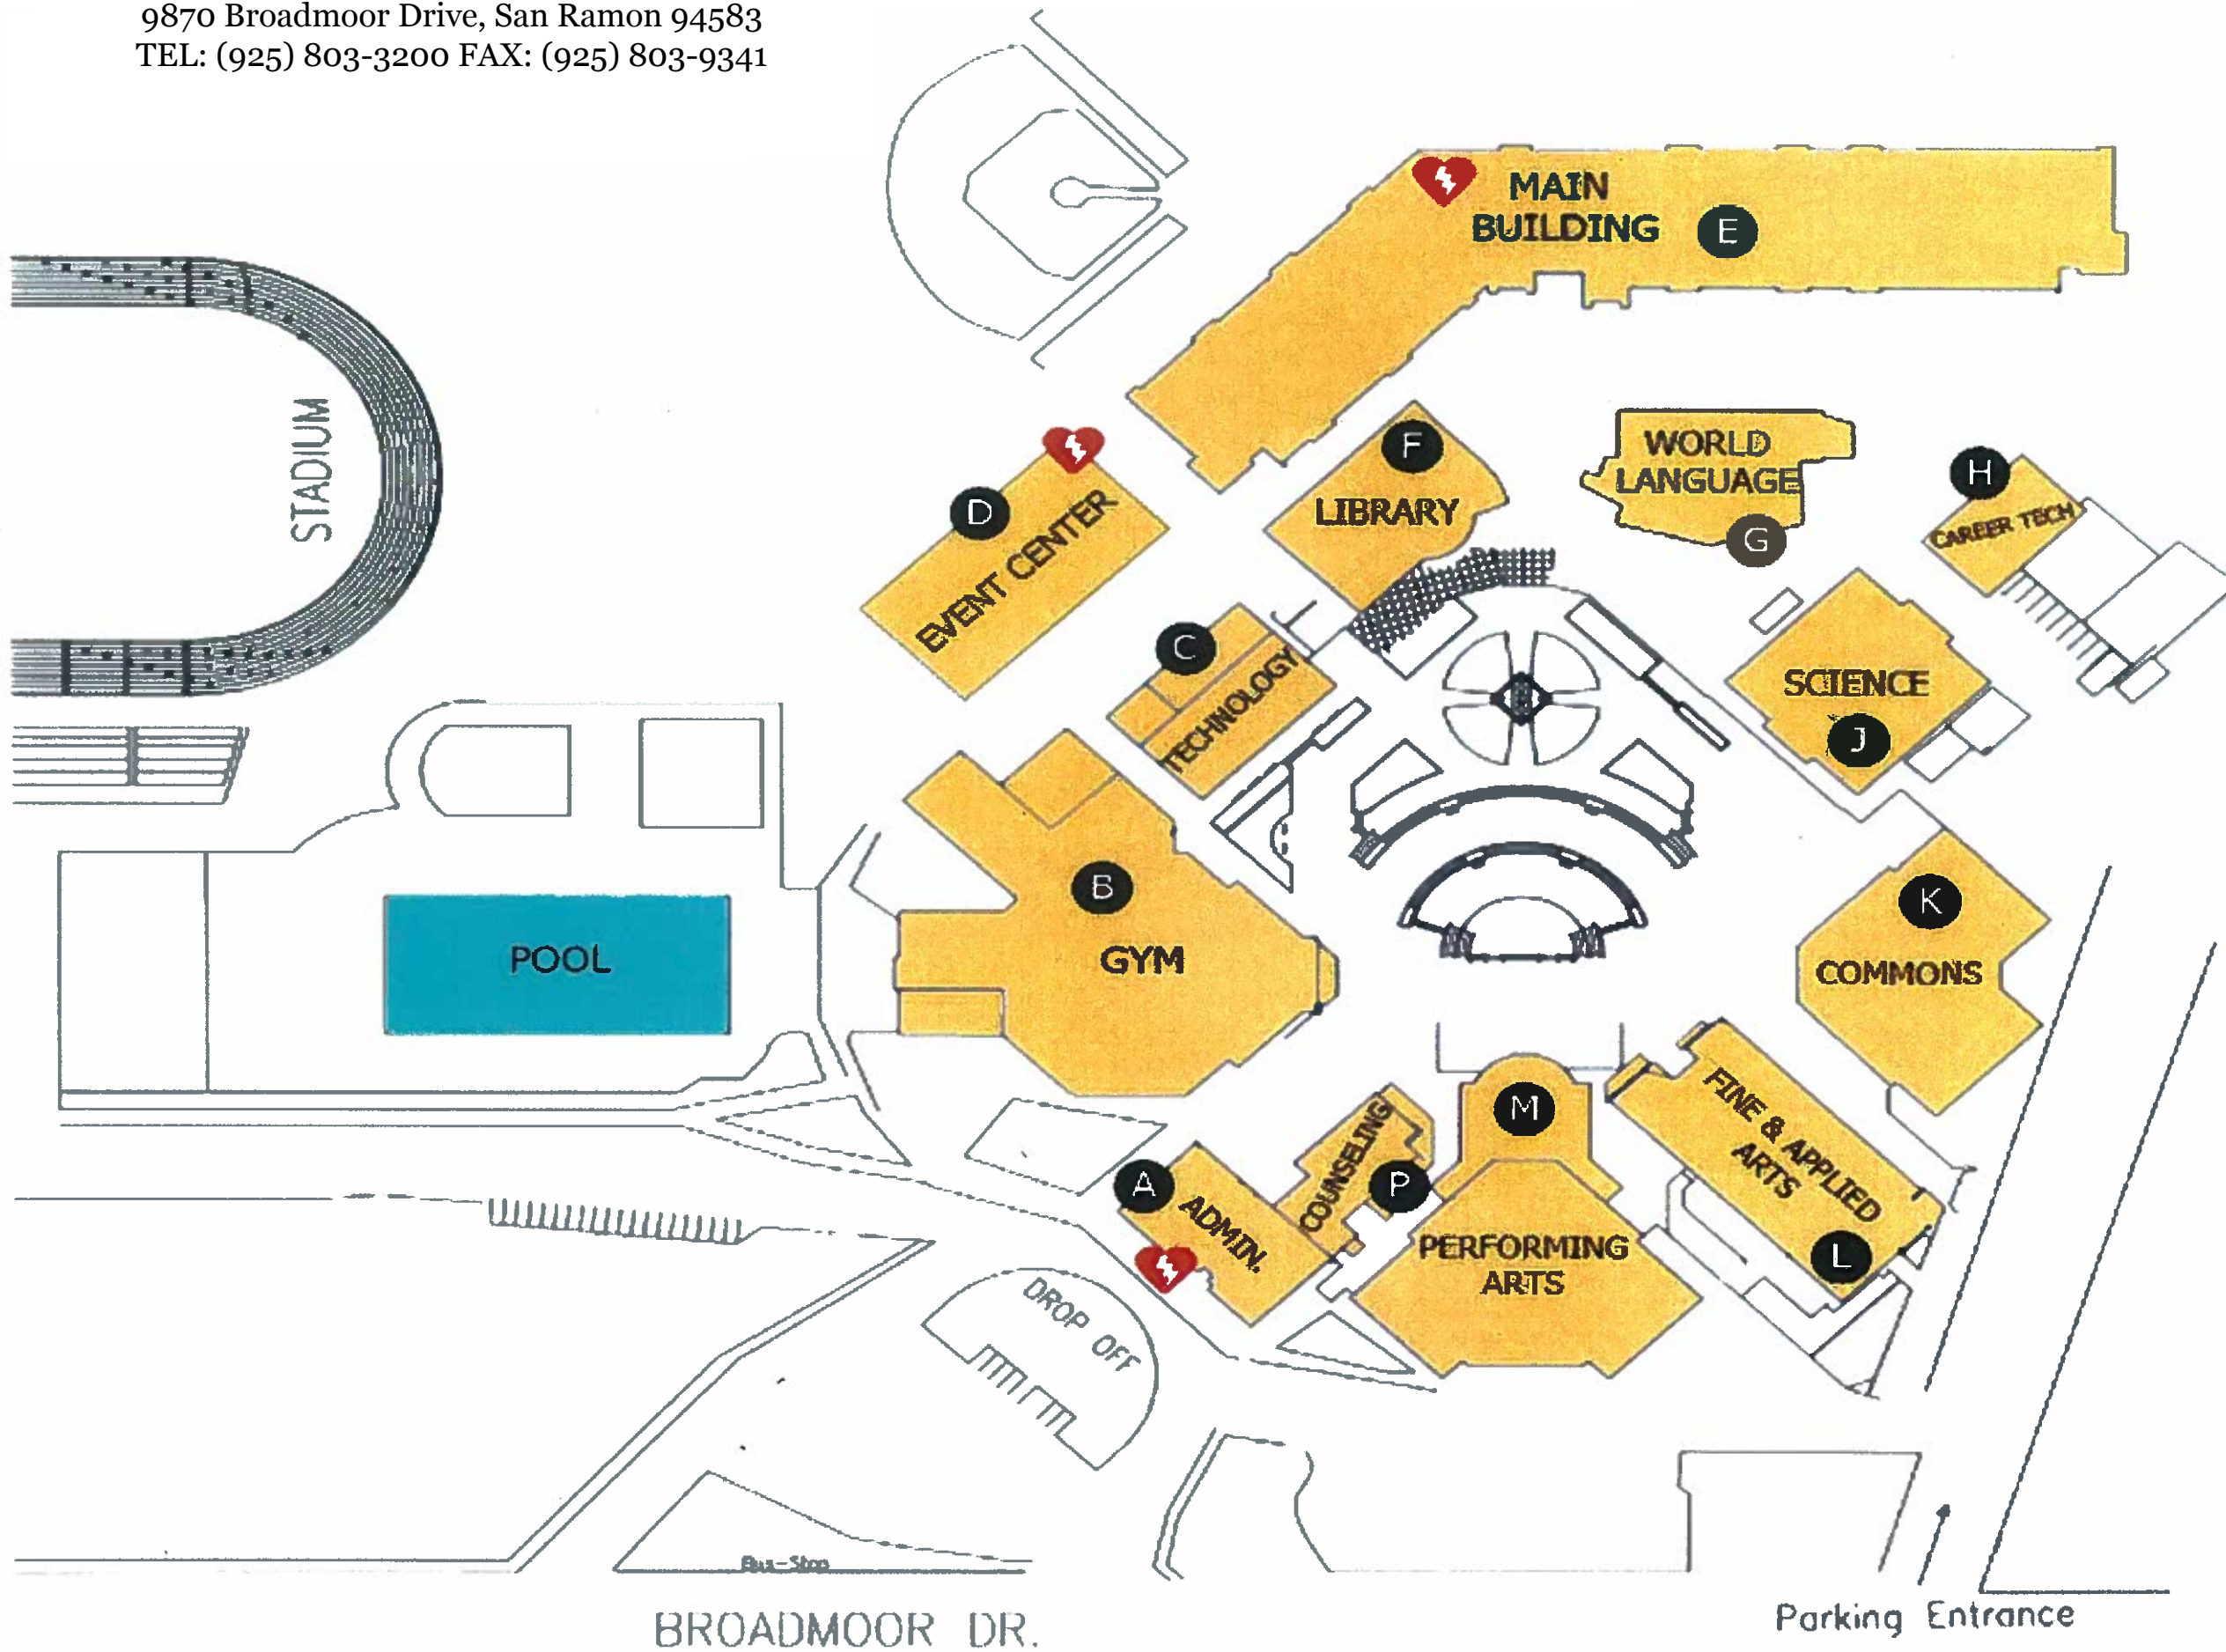 9870 Broadmoor Drive, San Ramon 94583
TEL: (925) 803-3200 FAX: (925) 803-9341
MAIN
BUILDING
E
STADIUM
F
LIBRARY
WORLD
LANGUAGE
G
H
CAREER TECH
D
EVENT CENTER
C
TECHNOLOGY
SCIENCE
J
B
GYM
POOL
K
COMMONS
M
PERFORMING
ARTS
FINE & APPLIED
ARTS
L
COUNSELING
P
A
ADMIN.
DROP OFF
Bus-Stop
BROADMOOR DR.
Parking Entrance